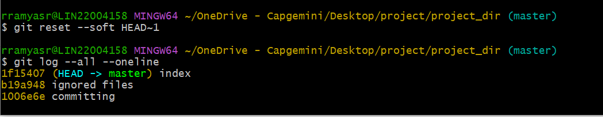 rramyasr@LIN22004158 MINGW64 ~/OneDrive - Capgemini/Desktop/project/project_dir (master)
$ git reset --soft HEAD~1
rramyasr@LIN22004158 MINGW64 ~/OneDrive - Capgemini/Desktop/project/project_dir (master)
$ git log --all --oneline
1f15407 (HEAD -> master) index
b19a948 ignored files
1006e6e committing